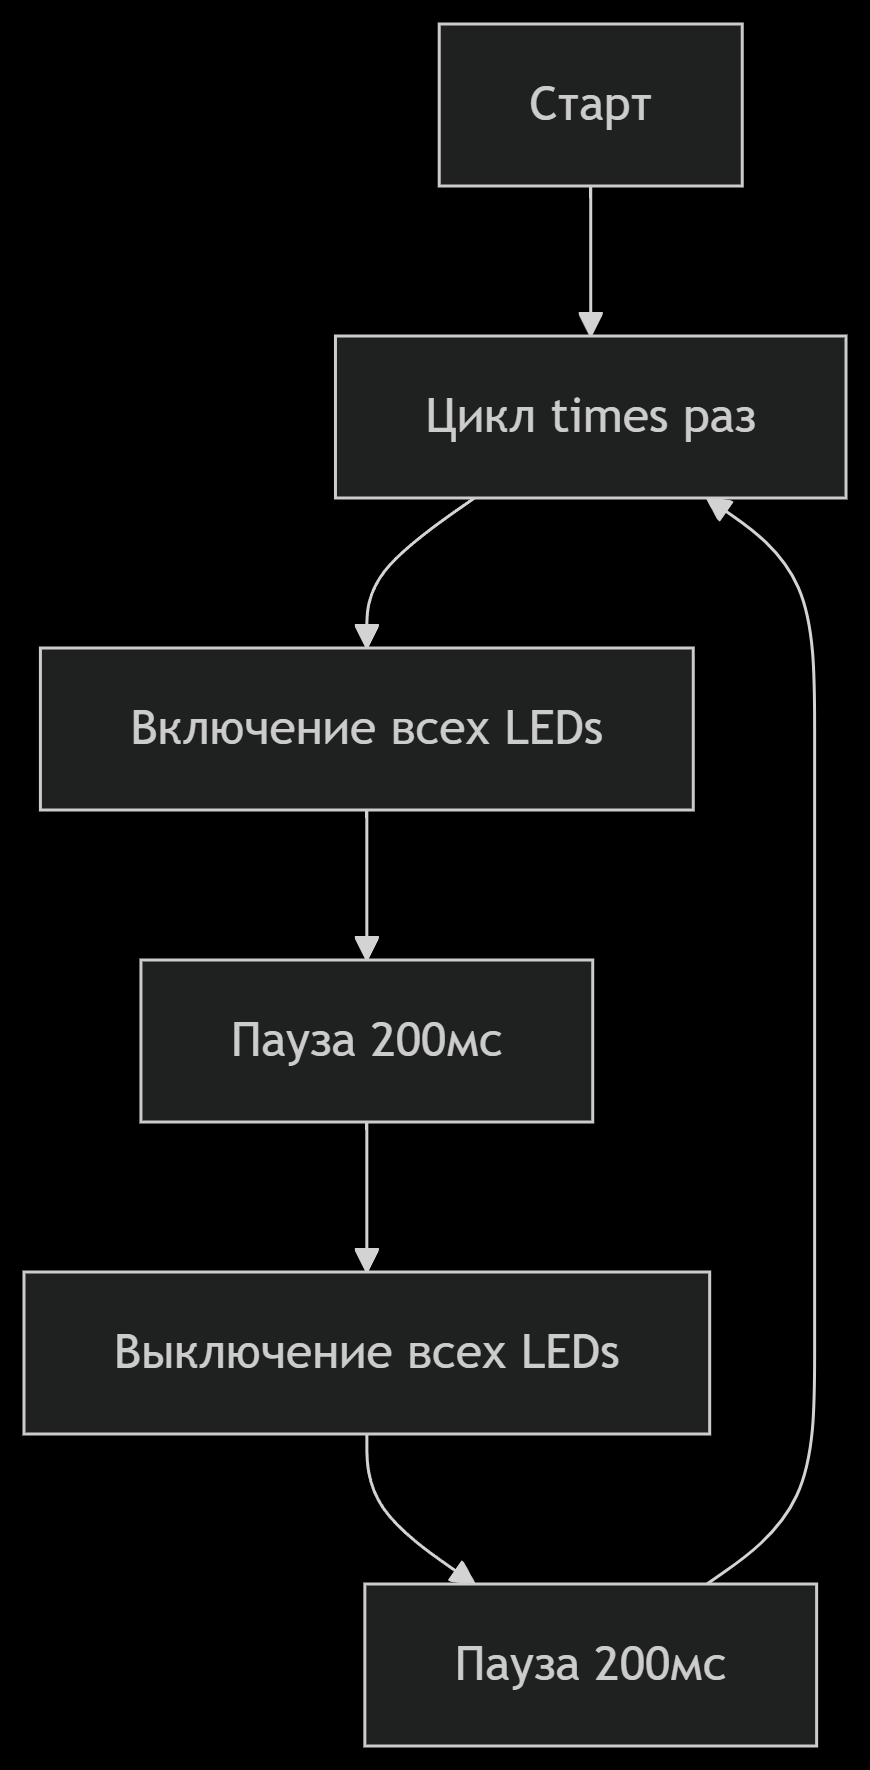 Старт
Цикл times раз
Включение всех LEDs
Пауза 200мс
Выключение всех LEDs
Пауза 200мс